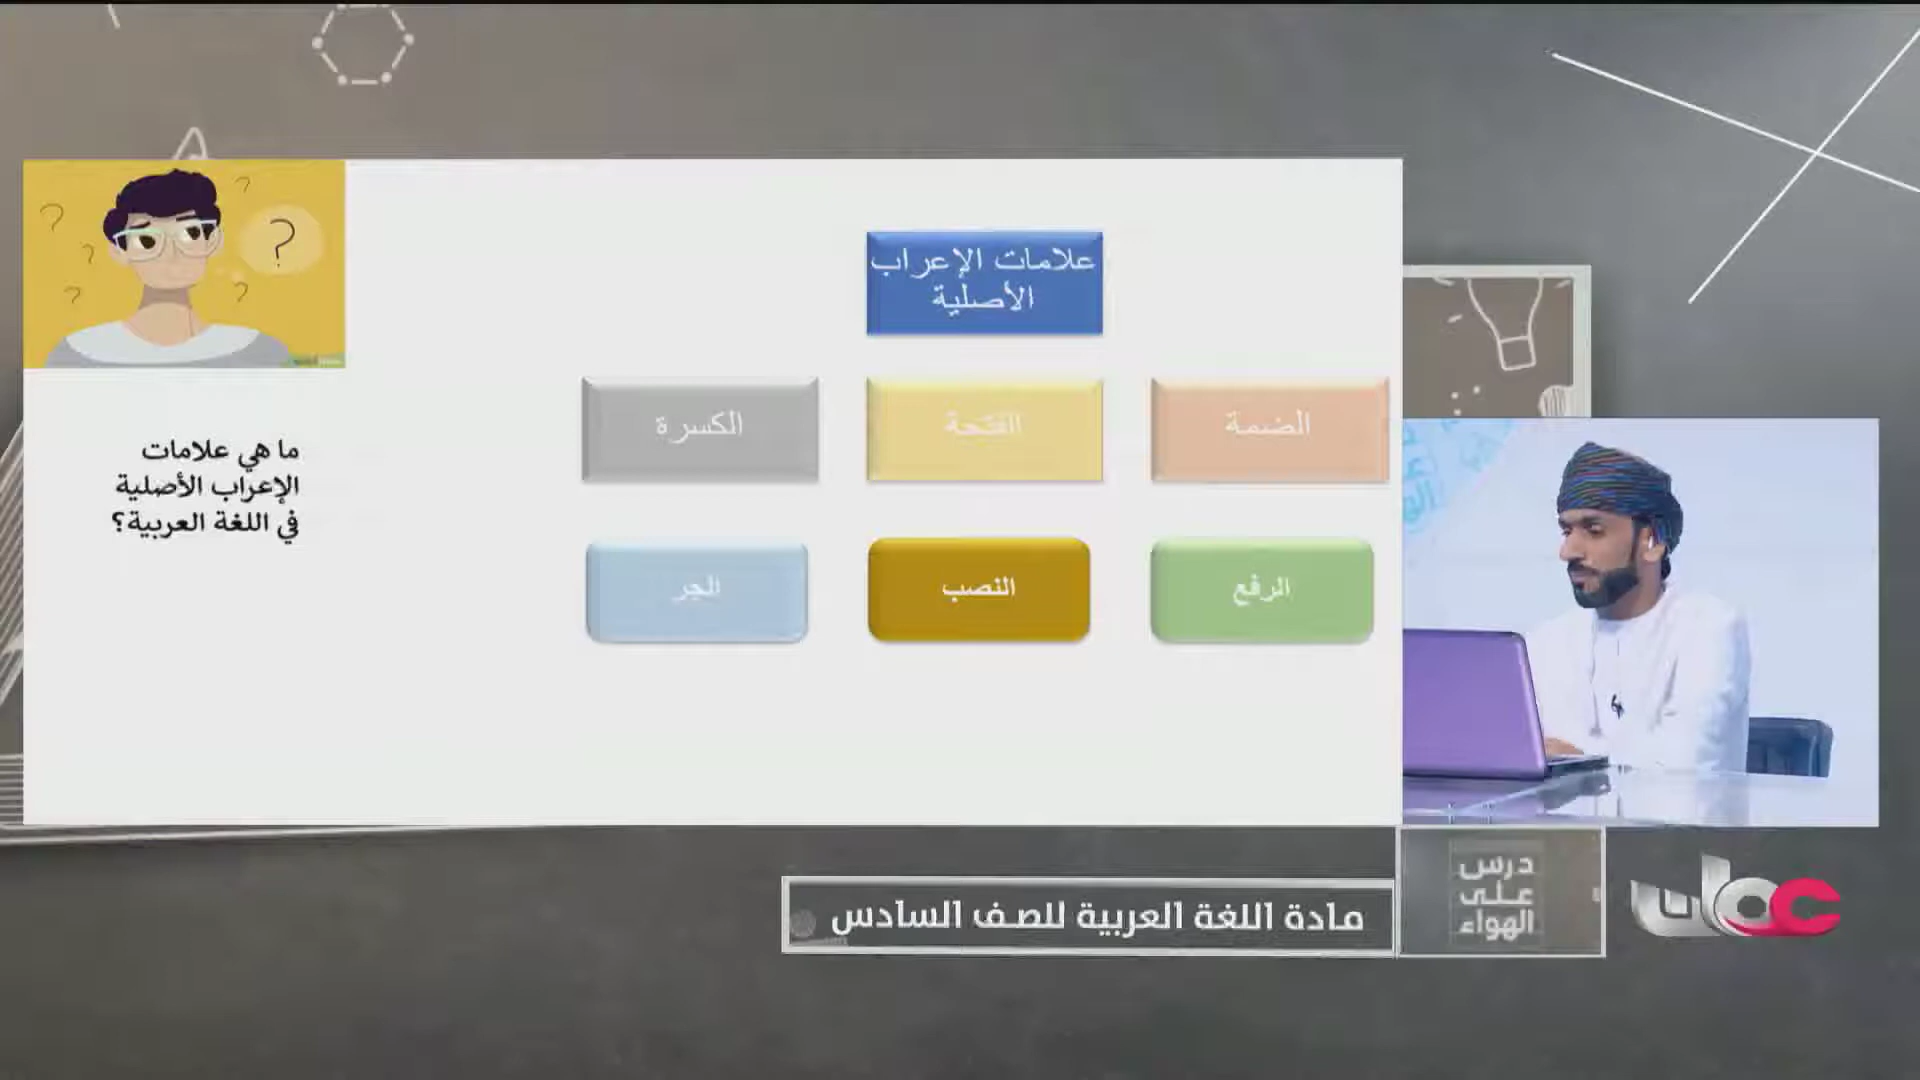 علامات الإعراب
الأصلية
الضمة
الفتحة
الكسرة
الرفع
النصب
الجر
ما هي علامات
الإعراب الأصلية
في اللغة العربية؟
درس
على
الهواء
مادة اللغة العربية للصف السادس